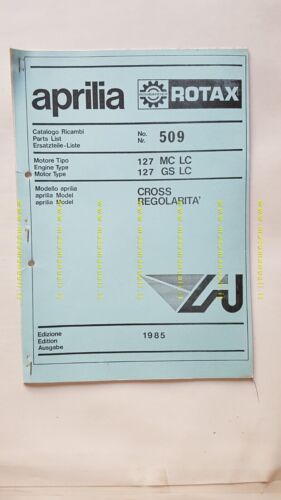 aprilia ROTAX
Catalogo Ricambi
Parts List
Ersatzteile-Liste
No.
Nr. 509
Motore Tipo
Engine Type
Motor Type
127 MC LC
127 GS LC
Modello aprilia
aprilia Model
aprilia Model
CROSS
REGOLARITA'
Edizione
Edition
Ausgabe
1985